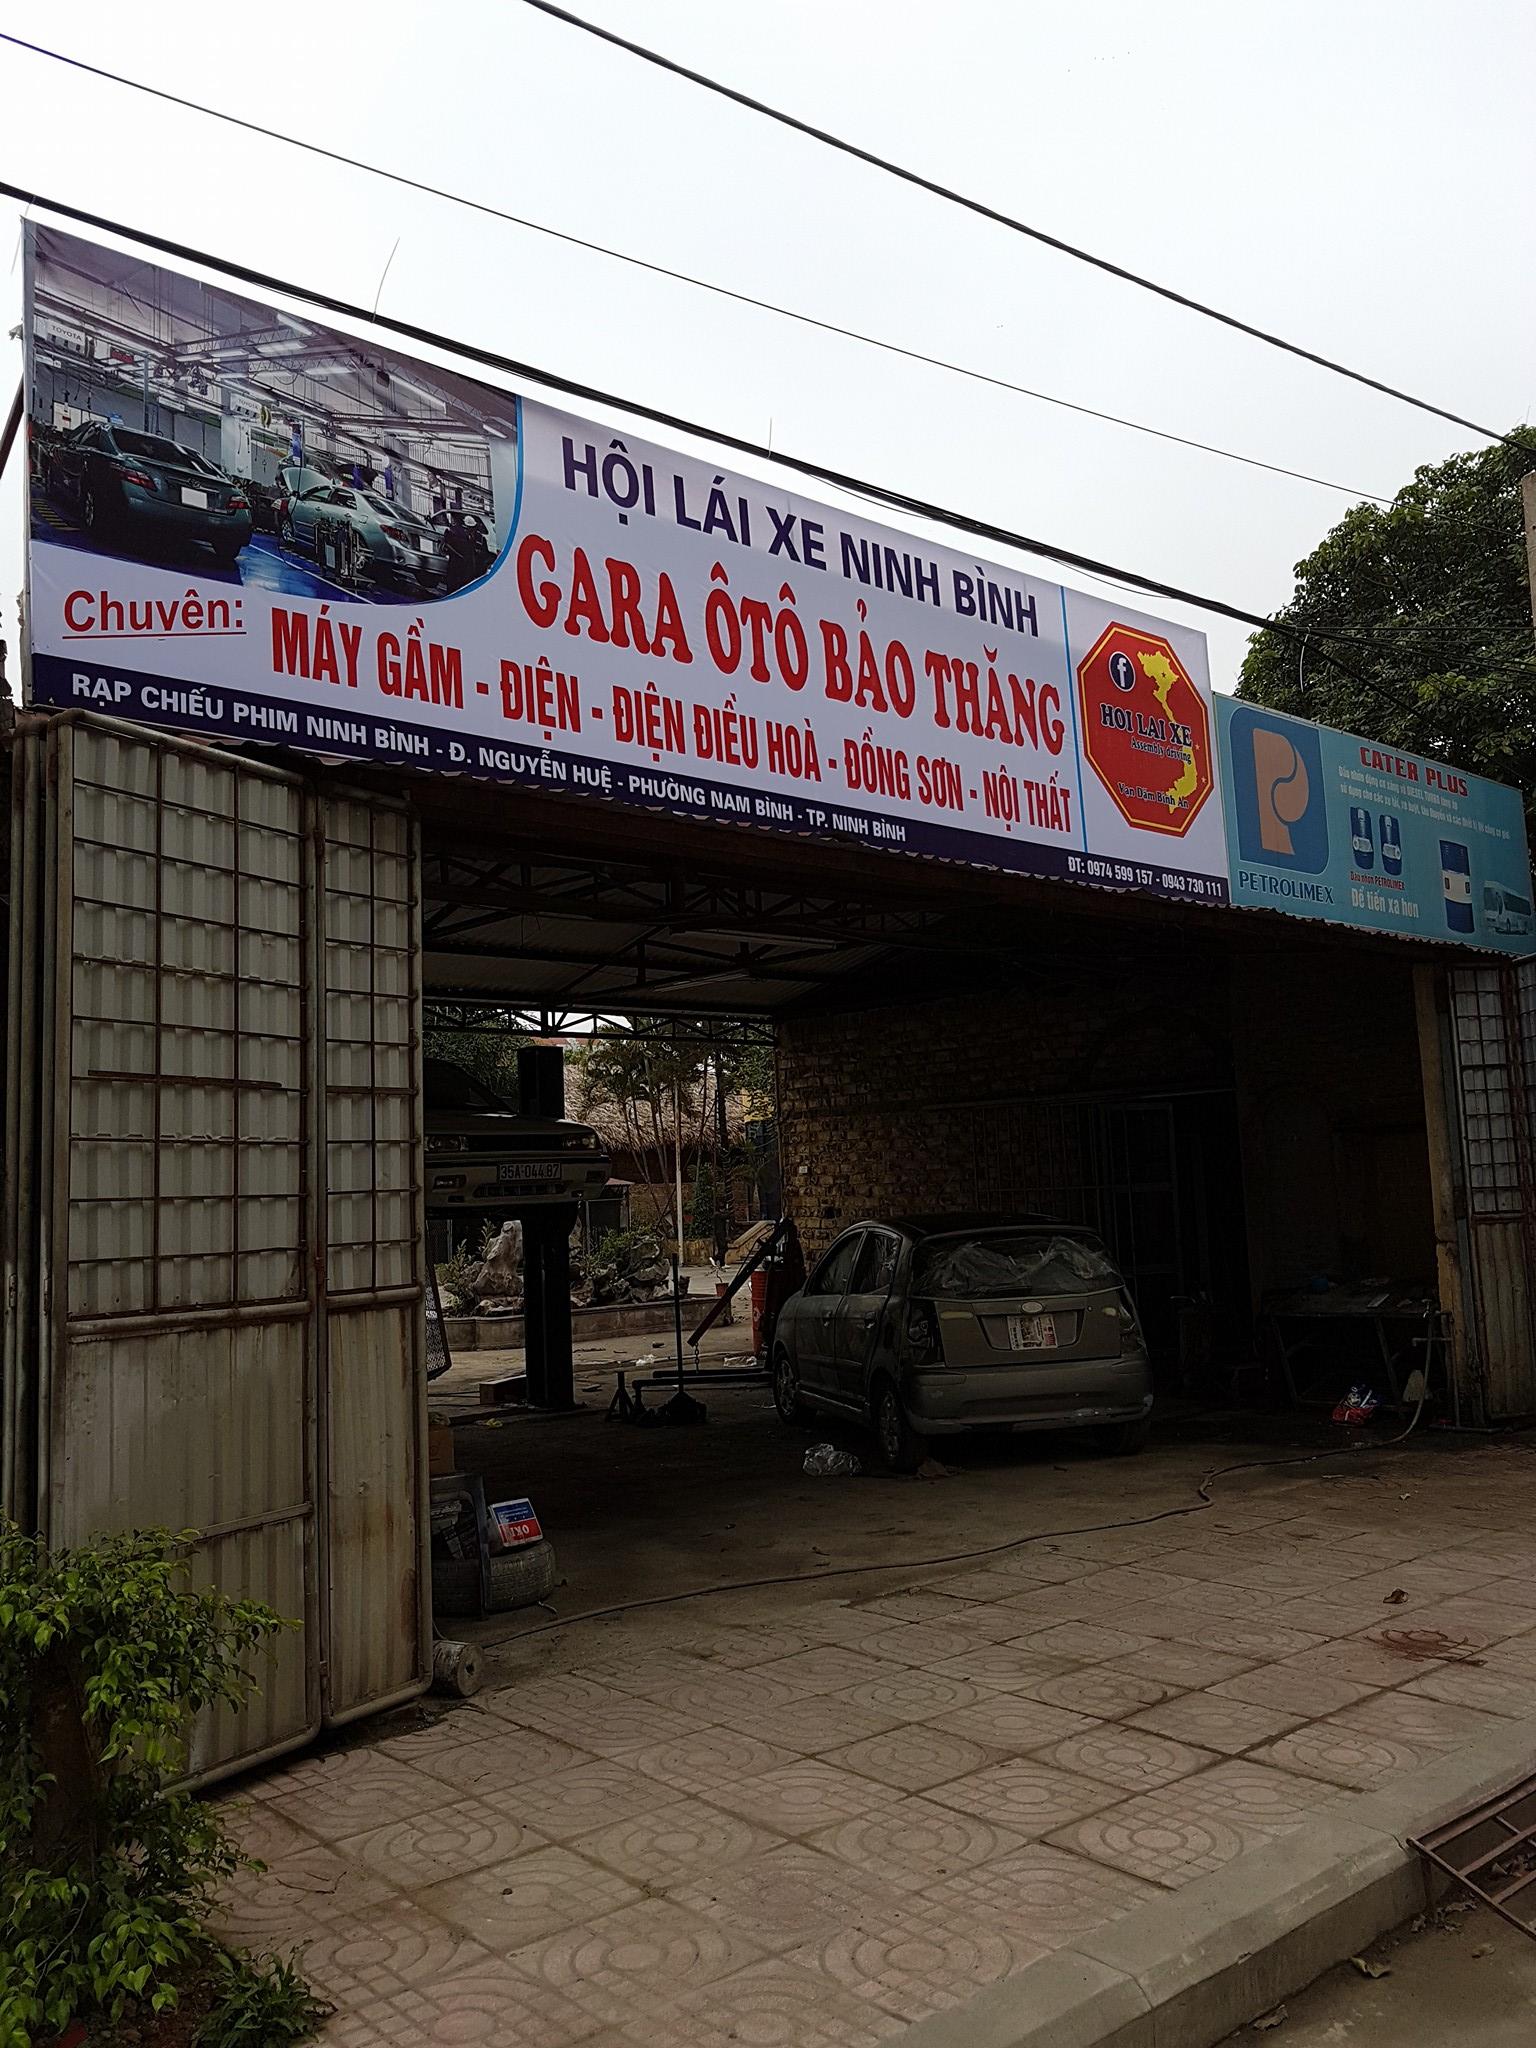 HỘI LÁI XE NINH BÌNH
GARA ÔTÔ BẢO THĂNG
Chuyên:
MÁY GẦM - ĐIỆN - ĐIỆN ĐIỀU HOÀ - ĐỒNG SƠN - NỘI THẤT
RẠP CHIẾU PHIM NINH BÌNH - Đ. NGUYỄN HUỆ - PHƯỜNG NAM BÌNH - TP. NINH BÌNH
ĐT: 0974 599 157 - 0943 730 111
TOYOTA
f
HOI LAI XE
Assembly driving
Vạn Dặm Bình An
PETROLIMEX
CATER PLUS
Dầu nhờn PETROLIMEX
Để tiến xa hơn
35A-044.87